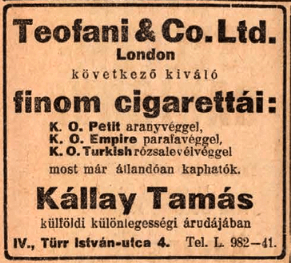 Teofani & Co. Ltd.
London
következő kiváló
finom cigarettái:
K. O. Petit aranyvéggel,
K. O. Empire parafavéggel,
K. O. Turkish rózsalevélvéggel
most már állandóan kaphatók.
Kállay Tamás
külföldi különlegességi árudájában
IV., Türr István-utca 4. Tel. L. 982—41.